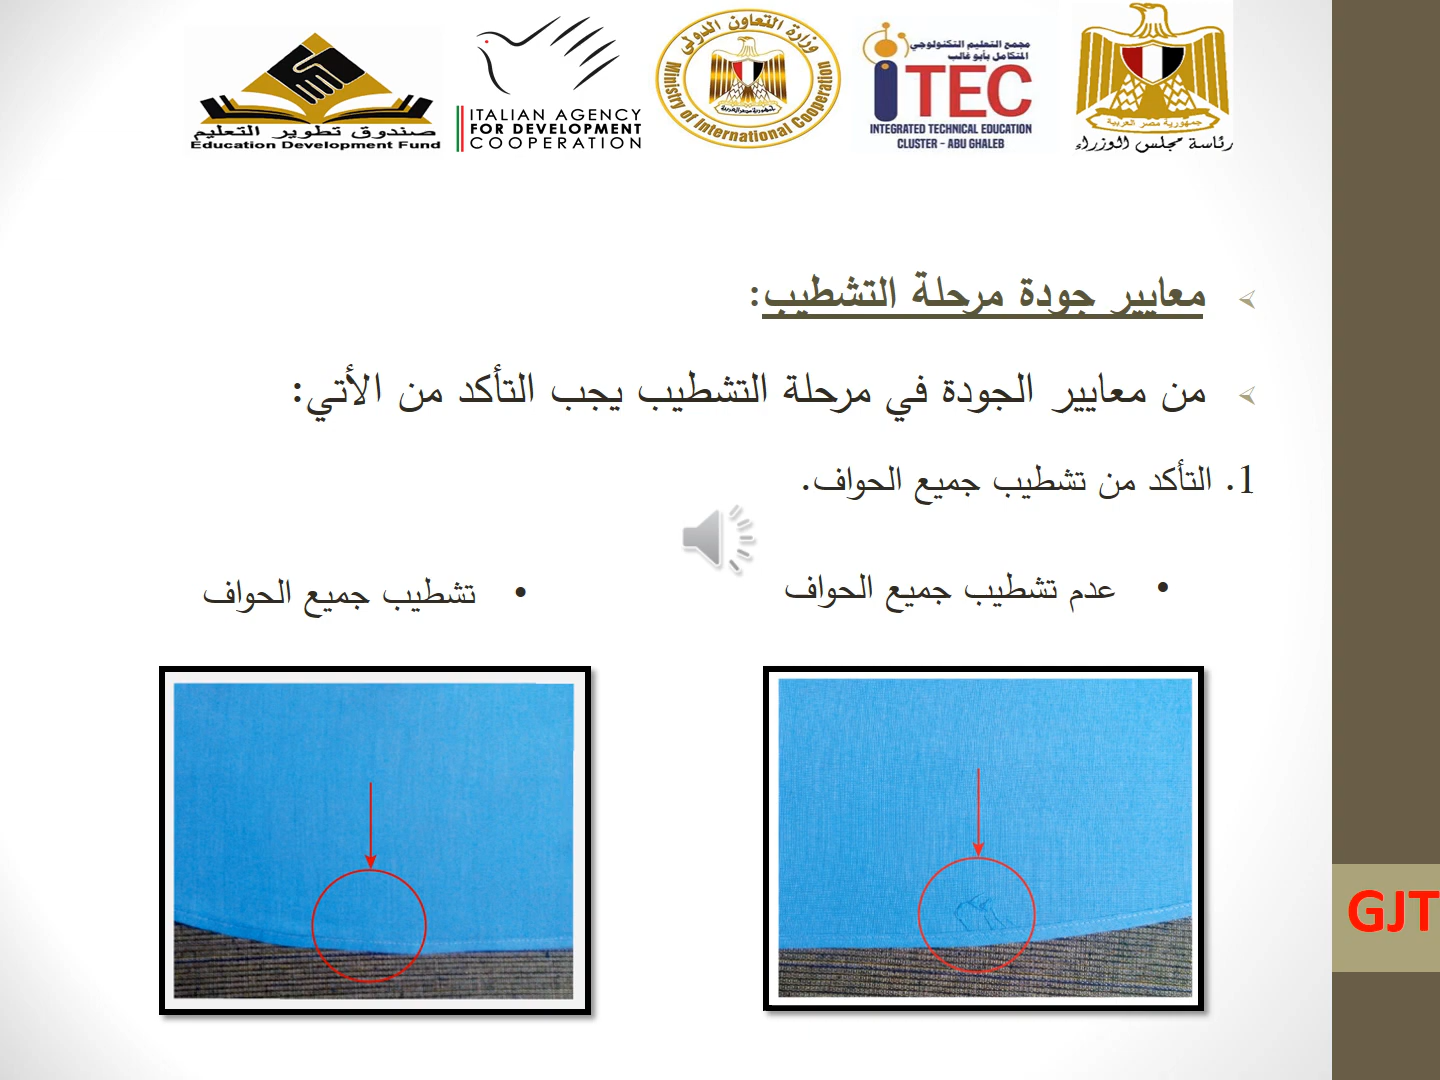 صندوق تطوير التعليم
Education Development Fund
ITALIAN AGENCY
FOR DEVELOPMENT
COOPERATION
وزارة التعاون الدولي
Ministry of International Cooperation
مجمع التعليم التكنولوجي
المتكامل بأبو غالب
iTEC
INTEGRATED TECHNICAL EDUCATION
CLUSTER - ABU GHALEB
جمهورية مصر العربية
رئاسة مجلس الوزراء
معايير جودة مرحلة التشطيب:
من معايير الجودة في مرحلة التشطيب يجب التأكد من الأتي:
1. التأكد من تشطيب جميع الحواف.
• عدم تشطيب جميع الحواف
• تشطيب جميع الحواف
GJT